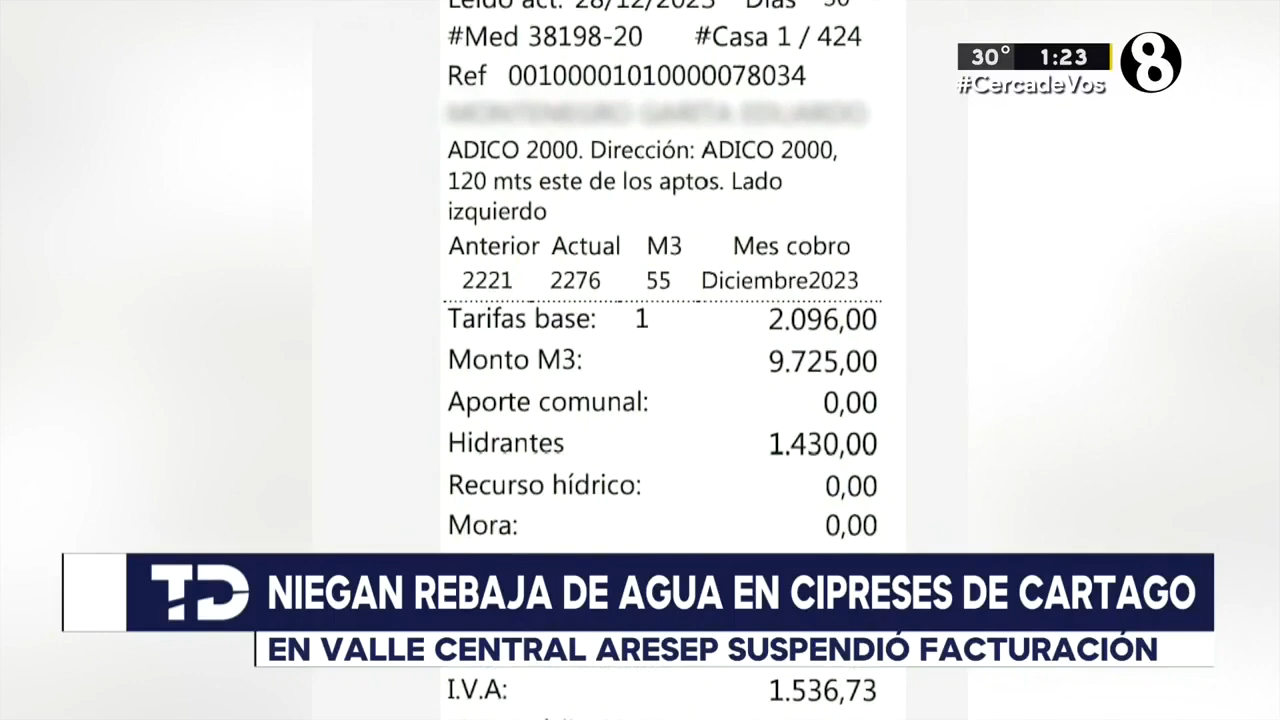 #Med 38198-20 #Casa 1 / 424
Ref 00100001010000078034
ADICO 2000. Dirección: ADICO 2000,
120 mts este de los aptos. Lado
izquierdo
Anterior Actual M3 Mes cobro
2221 2276 55 Diciembre2023
Tarifas base: 1 2.096,00
Monto M3: 9.725,00
Aporte comunal: 0,00
Hidrantes 1.430,00
Recurso hídrico: 0,00
Mora: 0,00
I.V.A: 1.536,73
30° 1:23
8
#CercadeVos
TD NIEGAN REBAJA DE AGUA EN CIPRESES DE CARTAGO
EN VALLE CENTRAL ARESEP SUSPENDIÓ FACTURACIÓN